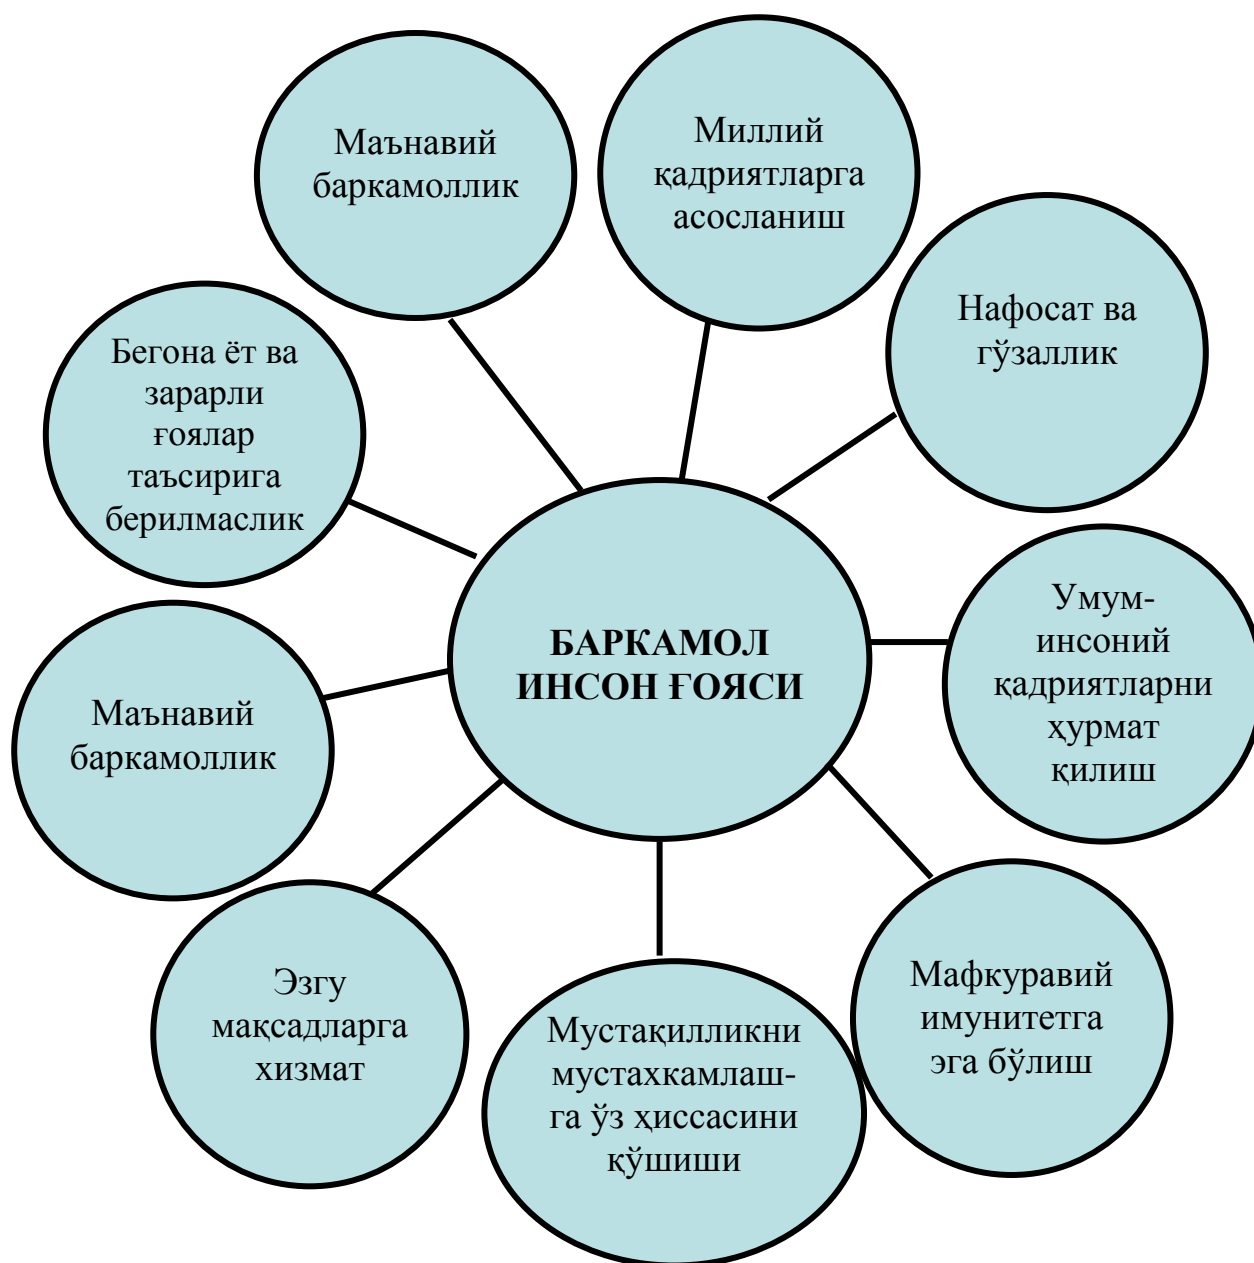 Маънавий
баркамоллик
Миллий
қадриятларга
асосланиш
Нафосат ва
гўзаллик
Бегона ёт ва
зарарли
ғоялар
таъсирига
берилмаслик
БАРКАМОЛ
ИНСОН ҒОЯСИ
Умум-
инсоний
қадриятларни
ҳурмат
қилиш
Маънавий
баркамоллик
Мафкуравий
имунитетга
эга бўлиш
Эзгу
мақсадларга
хизмат
Мустақилликни
мустахкамлаш-
га ўз ҳиссасини
қўшиши